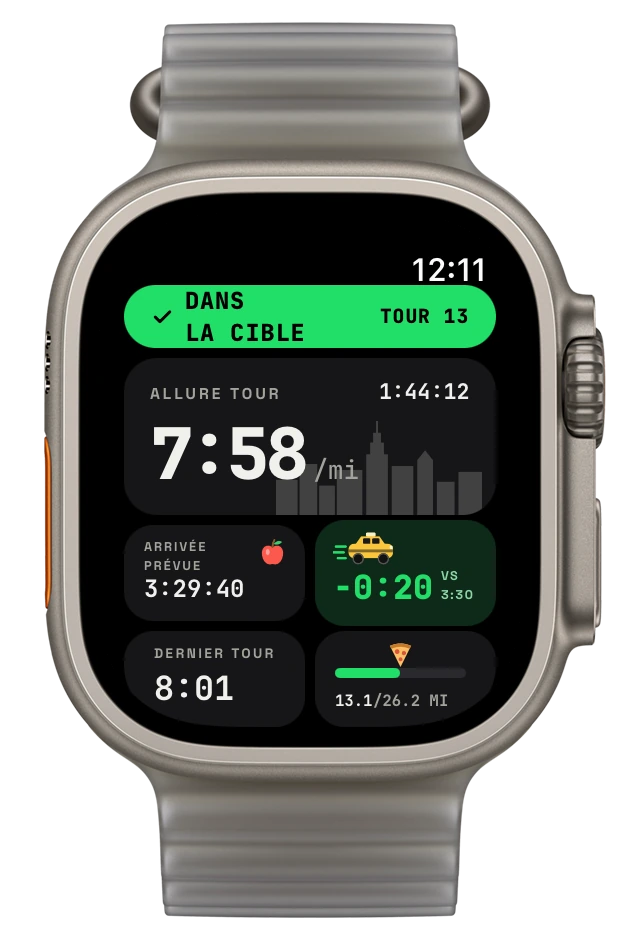 12:11
DANS
LA CIBLE
TOUR 13
ALLURE TOUR
1:44:12
7:58/mi
ARRIVÉE
PRÉVUE
3:29:40
-0:20
VS
3:30
DERNIER TOUR
8:01
13.1/26.2 MI